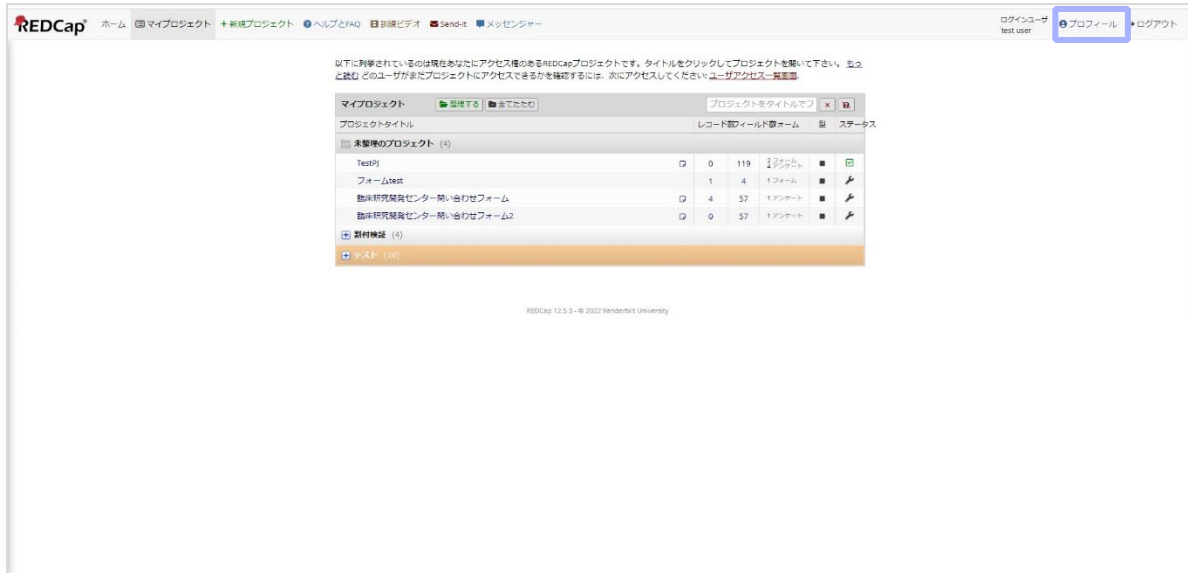 REDCap ホーム マイプロジェクト +新規プロジェクト ヘルプとFAQ 訓練ビデオ Send-It メッセンジャー ログインユーザ test user プロフィール ログアウト
以下に列挙されているのは現在あなたにアクセス権のあるREDCapプロジェクトです。タイトルをクリックしてプロジェクトを開いて下さい。 もっ
と読む どのユーザがまだプロジェクトにアクセスできるかを確認するには、次にアクセスしてください: ユーザアクセス一覧画面.
マイプロジェクト 整理する 全てたたむ プロジェクトをタイトルでフ ×
プロジェクトタイトル レコード数 フィールド数 フォーム 型 ステータス
未整理のプロジェクト (4)
TestPJ 0 119
フォームtest 1 4 1 フォーム
臨床研究開発センター問い合わせフォーム 4 57 1 アンケート
臨床研究開発センター問い合わせフォーム2 0 57 1 アンケート
割付検証 (4)
テスト
REDCap 12.5.3 - © 2022 Vanderbilt University